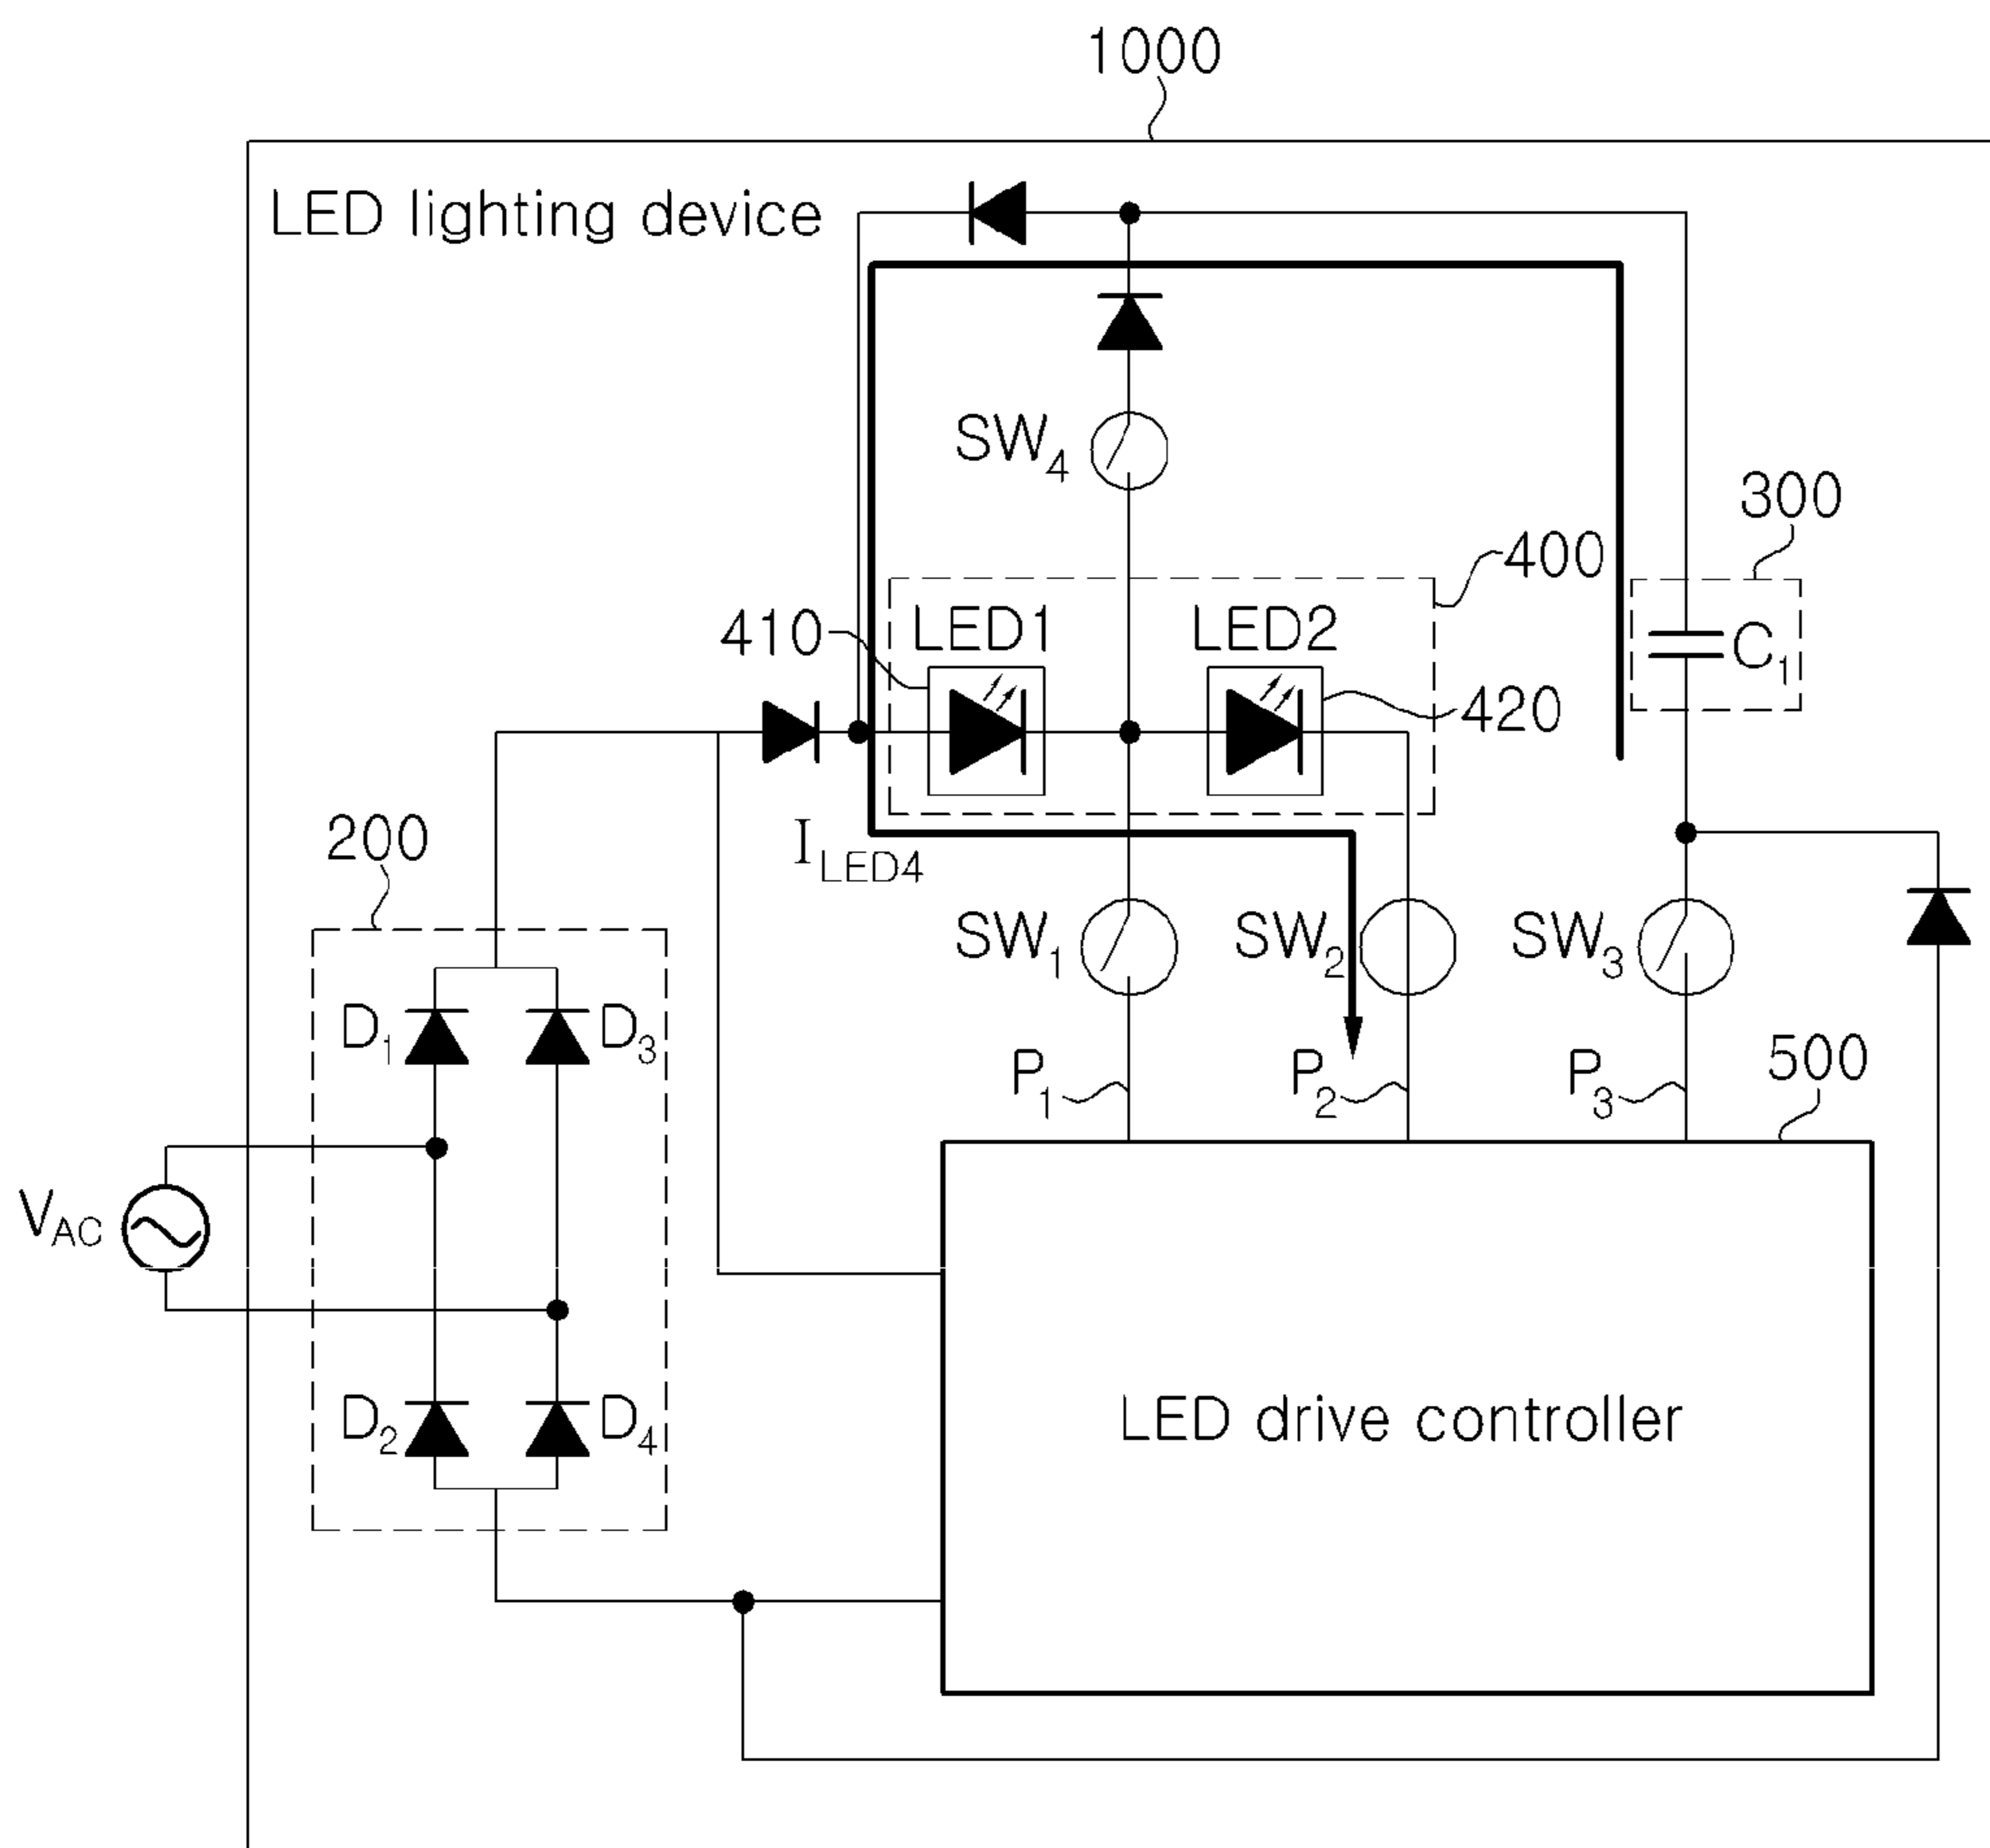 1000
LED lighting device
SW4
300
400
410
LED1
LED2
C1
420
200
ILED4
SW1
SW2
SW3
D1
D3
P1
P2
P3
500
VAC
D2
D4
LED drive controller